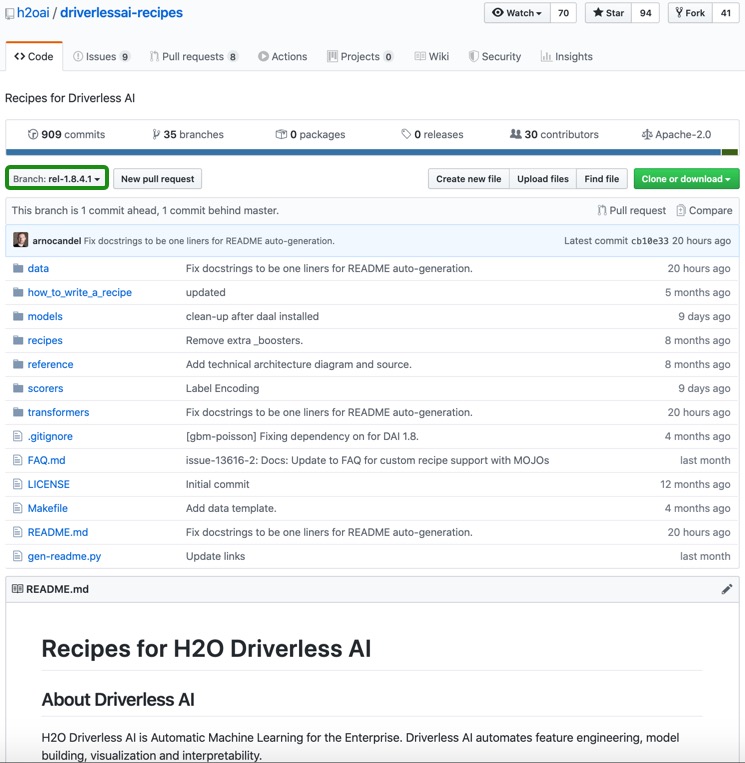 h2oai / driverlessai-recipes
Watch 70 Star 94 Fork 41
Code Issues 9 Pull requests 8 Actions Projects 0 Wiki Security Insights
Recipes for Driverless AI
909 commits 35 branches 0 packages 0 releases 30 contributors Apache-2.0
Branch: rel-1.8.4.1 New pull request Create new file Upload files Find file Clone or download
This branch is 1 commit ahead, 1 commit behind master. Pull request Compare
arnocandel Fix docstrings to be one liners for README auto-generation. Latest commit cb10e33 20 hours ago
data Fix docstrings to be one liners for README auto-generation. 20 hours ago
how_to_write_a_recipe updated 5 months ago
models clean-up after daal installed 9 days ago
recipes Remove extra _boosters. 8 months ago
reference Add technical architecture diagram and source. 8 months ago
scorers Label Encoding 9 days ago
transformers Fix docstrings to be one liners for README auto-generation. 20 hours ago
.gitignore [gbm-poisson] Fixing dependency on for DAI 1.8. 4 months ago
FAQ.md issue-13616-2: Docs: Update to FAQ for custom recipe support with MOJOs last month
LICENSE Initial commit 12 months ago
Makefile Add data template. 4 months ago
README.md Fix docstrings to be one liners for README auto-generation. 20 hours ago
gen-readme.py Update links last month
README.md
Recipes for H2O Driverless AI
About Driverless AI
H2O Driverless AI is Automatic Machine Learning for the Enterprise. Driverless AI automates feature engineering, model
building, visualization and interpretability.